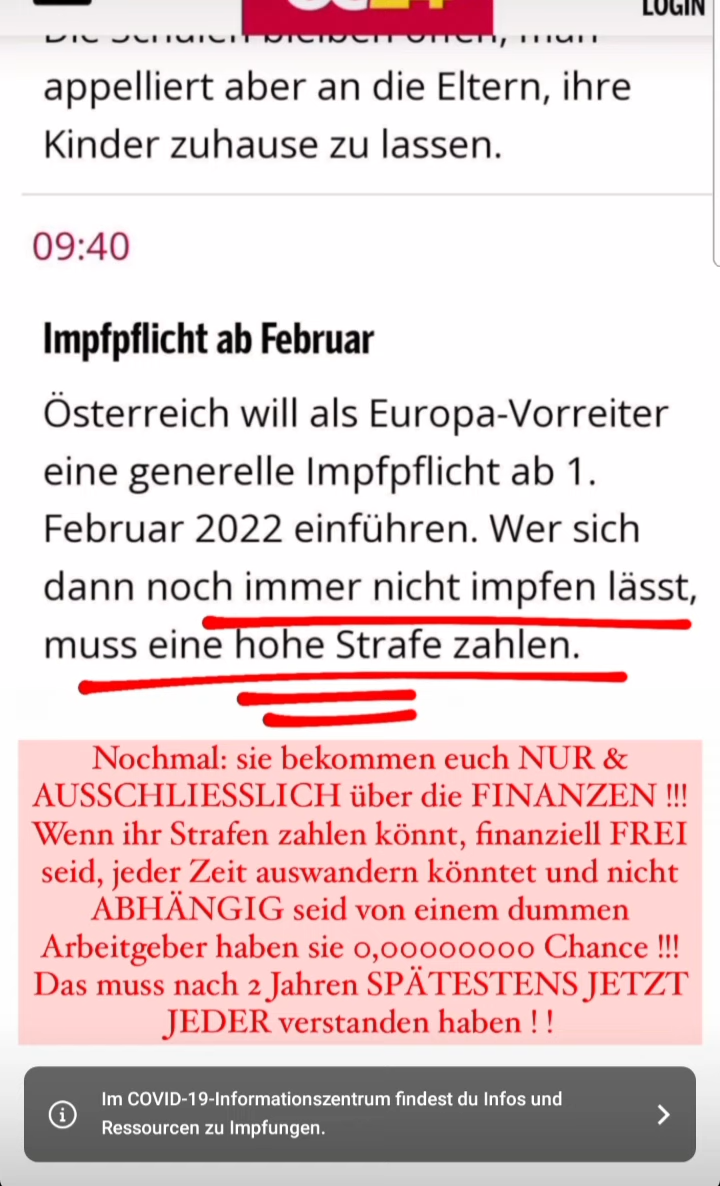 LOGIN
Die Schulen bleiben offen, man
appelliert aber an die Eltern, ihre
Kinder zuhause zu lassen.
09:40
Impfpflicht ab Februar
Österreich will als Europa-Vorreiter
eine generelle Impfpflicht ab 1.
Februar 2022 einführen. Wer sich
dann noch immer nicht impfen lässt,
muss eine hohe Strafe zahlen.
Nochmal: sie bekommen euch NUR &
AUSSCHLIESSLICH über die FINANZEN !!!
Wenn ihr Strafen zahlen könnt, finanziell FREI
seid, jeder Zeit auswandern könntet und nicht
ABHÄNGIG seid von einem dummen
Arbeitgeber haben sie 0,00000000 Chance !!!
Das muss nach 2 Jahren SPÄTESTENS JETZT
JEDER verstanden haben ! !
Im COVID-19-Informationszentrum findest du Infos und
Ressourcen zu Impfungen.